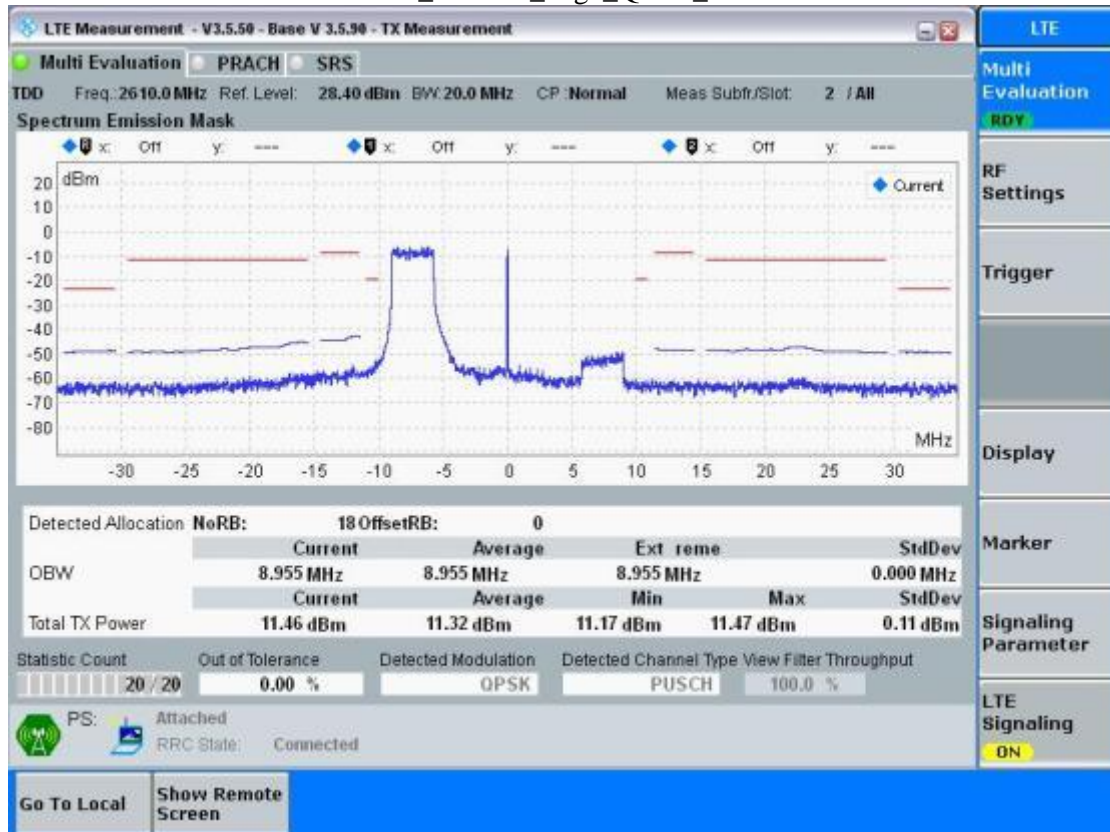 LTE Measurement - V3.5.50 - Base V 3.5.90 - TX Measurement
LTE
Multi Evaluation PRACH SRS
Multi Evaluation
RDY
TDD Freq.:2610.0 MHz Ref. Level: 28.40 dBm BW: 20.0 MHz CP :Normal Meas Subfr./Slot: 2 / All
Spectrum Emission Mask
x: Off y: --- x: Off y: --- x: Off y: ---
dBm
Current
20
10
0
-10
-20
-30
-40
-50
-60
-70
-80
MHz
-30 -25 -20 -15 -10 -5 0 5 10 15 20 25 30
RF
Settings
Trigger
Display
Marker
Signaling
Parameter
LTE
Signaling
ON
Detected Allocation NoRB: 18 OffsetRB: 0
Current Average Ext reme StdDev
OBW 8.955 MHz 8.955 MHz 8.955 MHz 0.000 MHz
Current Average Min Max StdDev
Total TX Power 11.46 dBm 11.32 dBm 11.17 dBm 11.47 dBm 0.11 dBm
Statistic Count Out of Tolerance Detected Modulation Detected Channel Type View Filter Throughput
20 / 20 0.00 % QPSK PUSCH 100.0 %
PS: Attached
RRC State: Connected
Go To Local
Show Remote
Screen